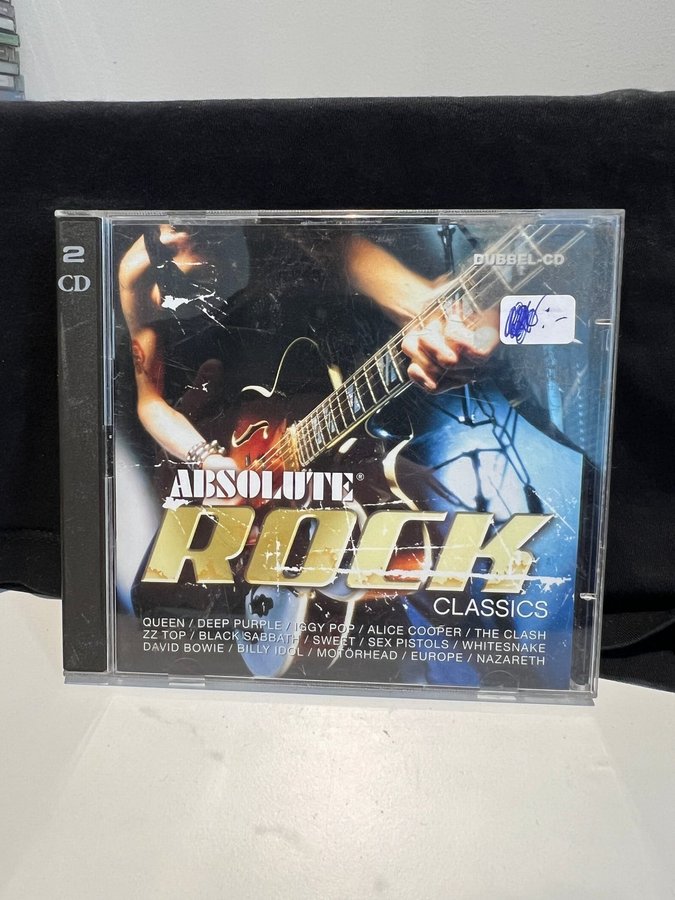 2
CD
DUBBEL-CD
:-
ABSOLUTE®
ROCK
CLASSICS
QUEEN / DEEP PURPLE / IGGY POP / ALICE COOPER / THE CLASH
ZZ TOP / BLACK SABBATH / SWEET / SEX PISTOLS / WHITESNAKE
DAVID BOWIE / BILLY IDOL / MOTÖRHEAD / EUROPE / NAZARETH